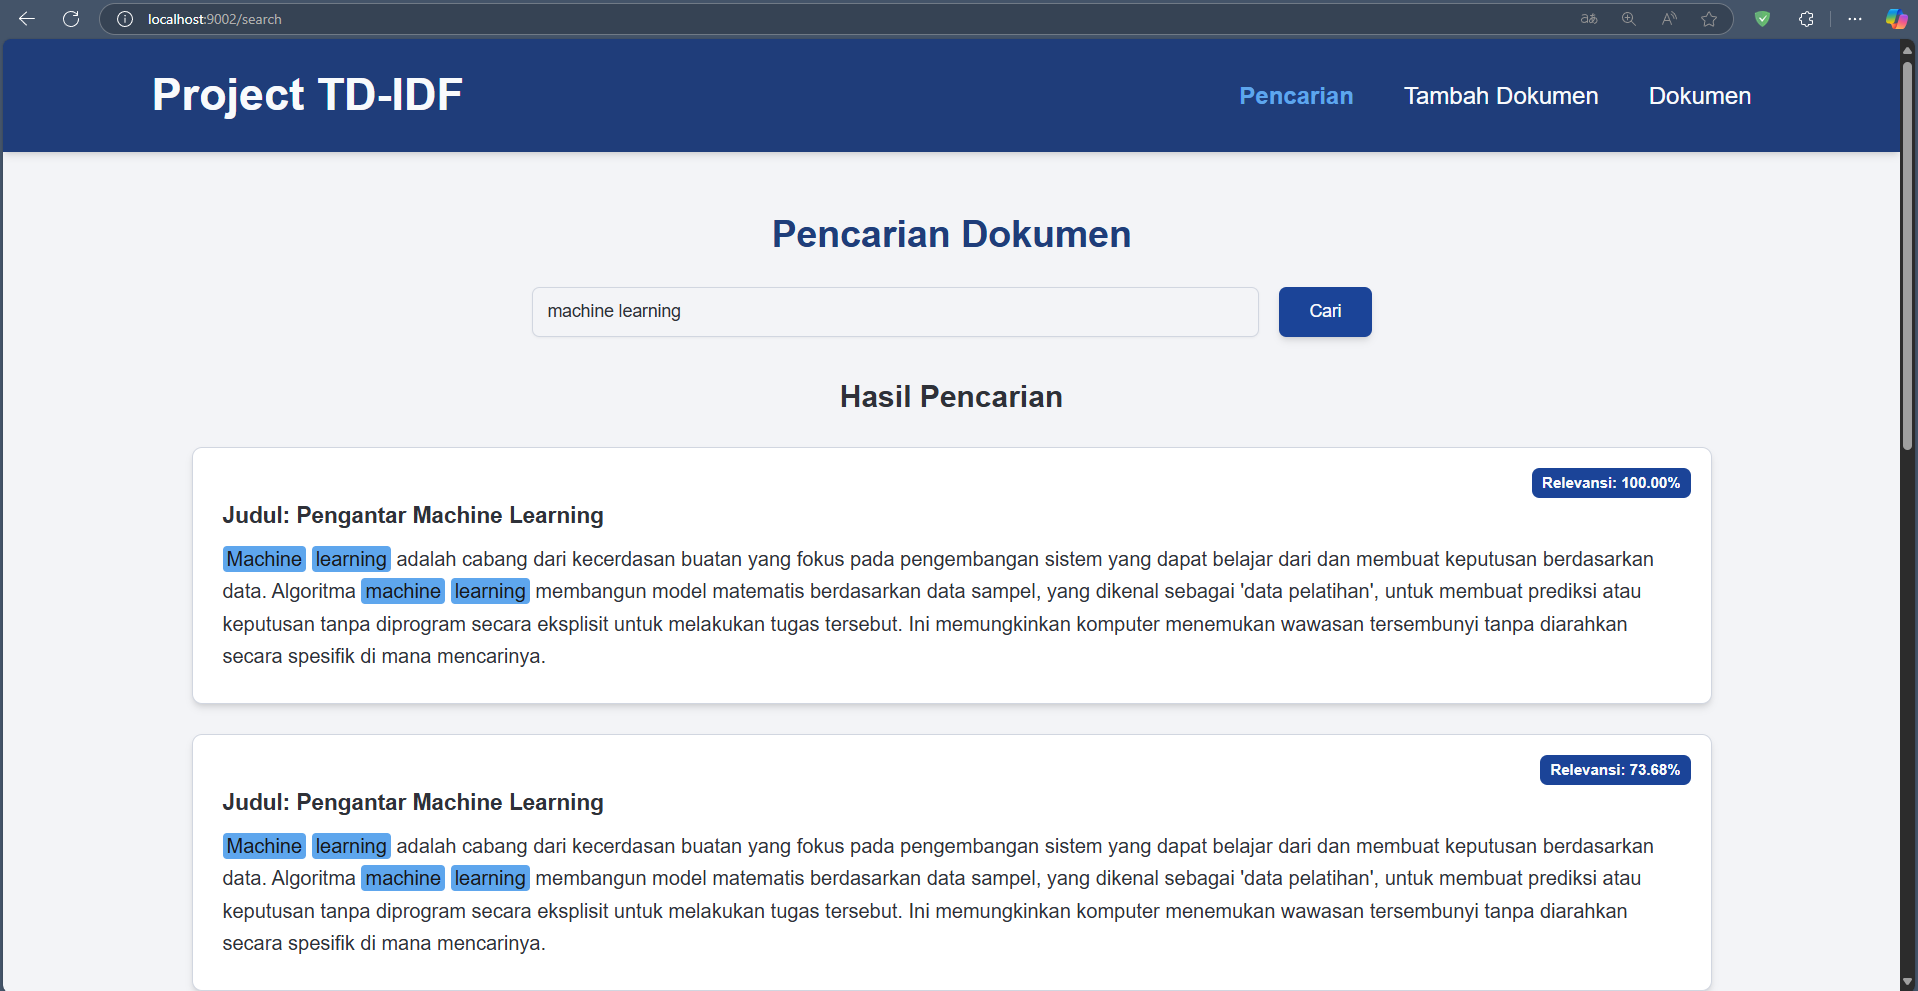 localhost:9002/search
Project TD-IDF
Pencarian
Tambah Dokumen
Dokumen
Pencarian Dokumen
machine learning
Cari
Hasil Pencarian
Relevansi: 100.00%
Judul: Pengantar Machine Learning
Machine learning adalah cabang dari kecerdasan buatan yang fokus pada pengembangan sistem yang dapat belajar dari dan membuat keputusan berdasarkan
data. Algoritma machine learning membangun model matematis berdasarkan data sampel, yang dikenal sebagai 'data pelatihan', untuk membuat prediksi atau
keputusan tanpa diprogram secara eksplisit untuk melakukan tugas tersebut. Ini memungkinkan komputer menemukan wawasan tersembunyi tanpa diarahkan
secara spesifik di mana mencarinya.
Relevansi: 73.68%
Judul: Pengantar Machine Learning
Machine learning adalah cabang dari kecerdasan buatan yang fokus pada pengembangan sistem yang dapat belajar dari dan membuat keputusan berdasarkan
data. Algoritma machine learning membangun model matematis berdasarkan data sampel, yang dikenal sebagai 'data pelatihan', untuk membuat prediksi atau
keputusan tanpa diprogram secara eksplisit untuk melakukan tugas tersebut. Ini memungkinkan komputer menemukan wawasan tersembunyi tanpa diarahkan
secara spesifik di mana mencarinya.